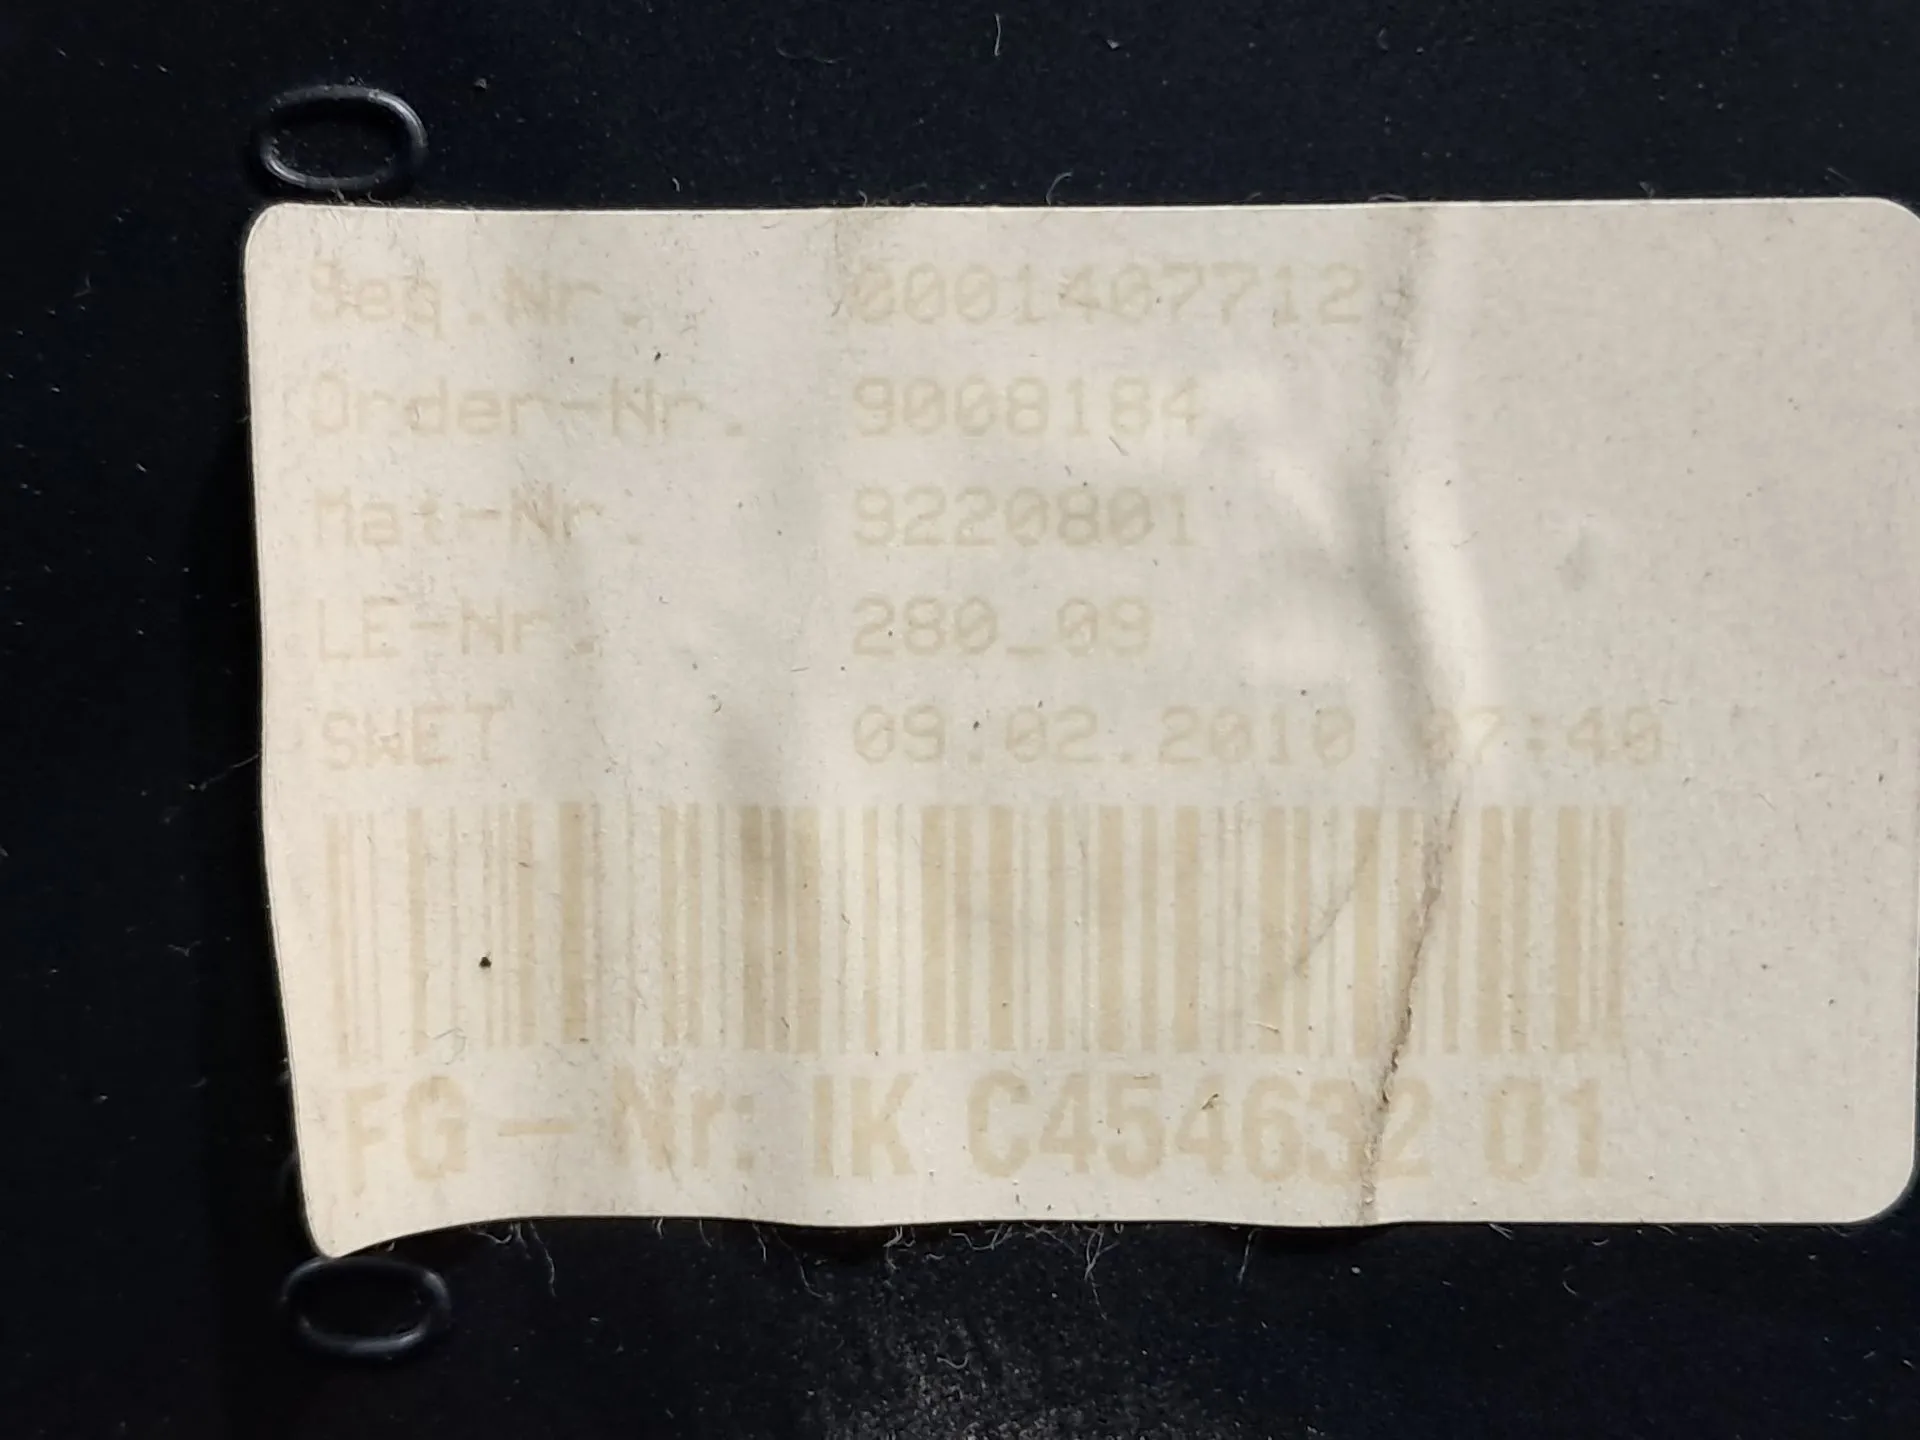 Seq.Nr. 0001407712
Order-Nr. 9008184
Mat-Nr. 9220801
LE-Nr. 280_09
SWET 09.02.2010 07:40
FG-Nr: IK C454632 01